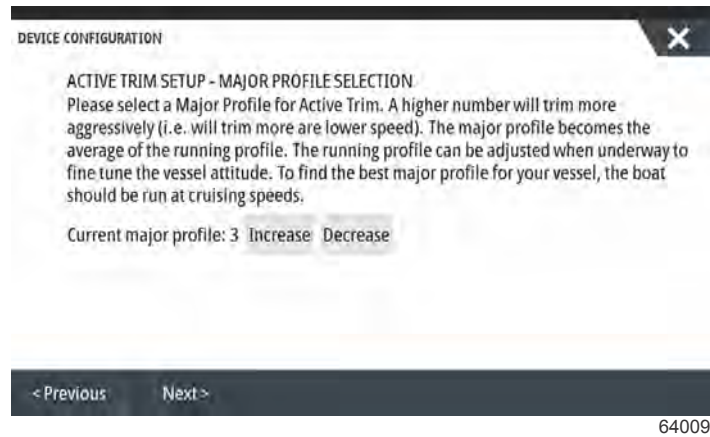 DEVICE CONFIGURATION
ACTIVE TRIM SETUP - MAJOR PROFILE SELECTION
Please select a Major Profile for Active Trim. A higher number will trim more
aggressively (i.e. will trim more are lower speed). The major profile becomes the
average of the running profile. The running profile can be adjusted when underway to
fine tune the vessel attitude. To find the best major profile for your vessel, the boat
should be run at cruising speeds.
Current major profile: 3 Increase Decrease
< Previous Next >
64009